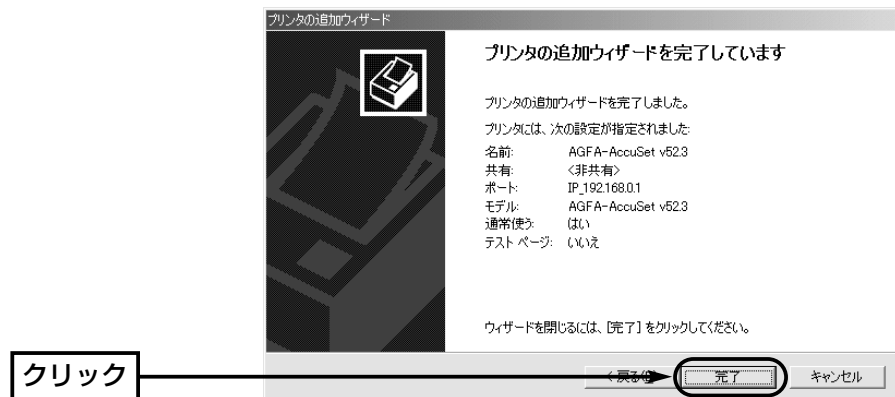 プリンタの追加ウィザード
プリンタの追加ウィザードを完了しています
プリンタの追加ウィザードを完了しました。
プリンタには、次の設定が指定されました:
名前: AGFA-AccuSet v52.3
共有: <非共有>
ポート: IP_192.168.0.1
モデル: AGFA-AccuSet v52.3
通常使う: はい
テスト ページ: いいえ
ウィザードを閉じるには、[完了] をクリックしてください。
クリック
< 戻る(B) 完了 キャンセル